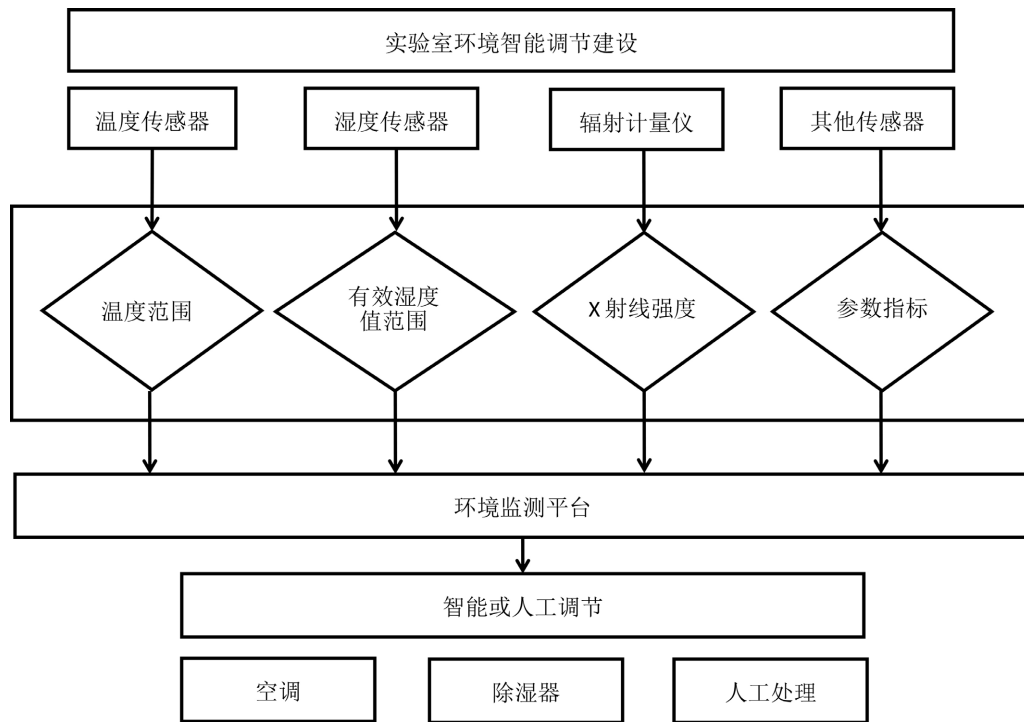 实验室环境智能调节建设
温度传感器
湿度传感器
辐射计量仪
其他传感器
温度范围
有效湿度
值范围
X 射线强度
参数指标
环境监测平台
智能或人工调节
空调
除湿器
人工处理